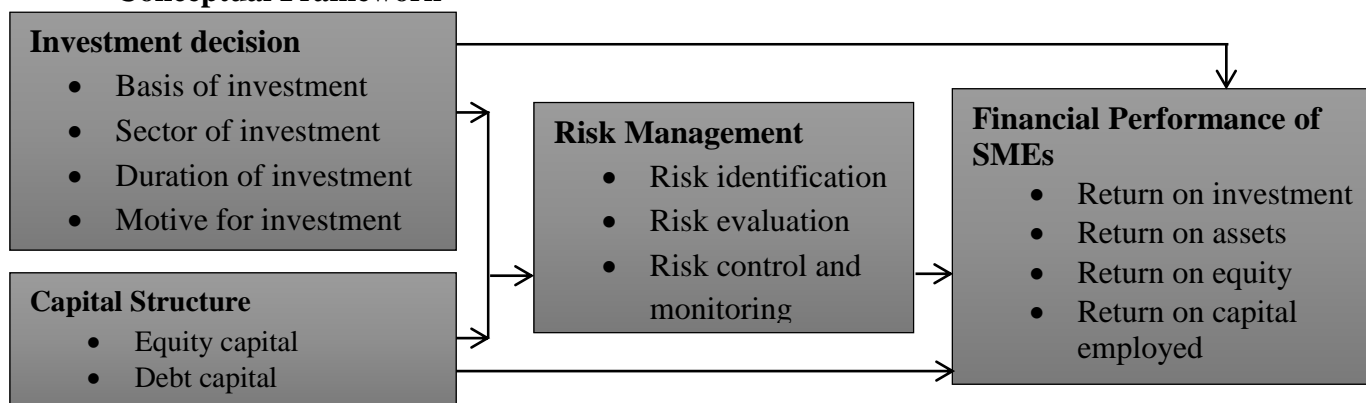 Conceptual Framework
Investment decision
• Basis of investment
• Sector of investment
• Duration of investment
• Motive for investment
Capital Structure
• Equity capital
• Debt capital
Risk Management
• Risk identification
• Risk evaluation
• Risk control and
monitoring
Financial Performance of
SMEs
• Return on investment
• Return on assets
• Return on equity
• Return on capital
employed